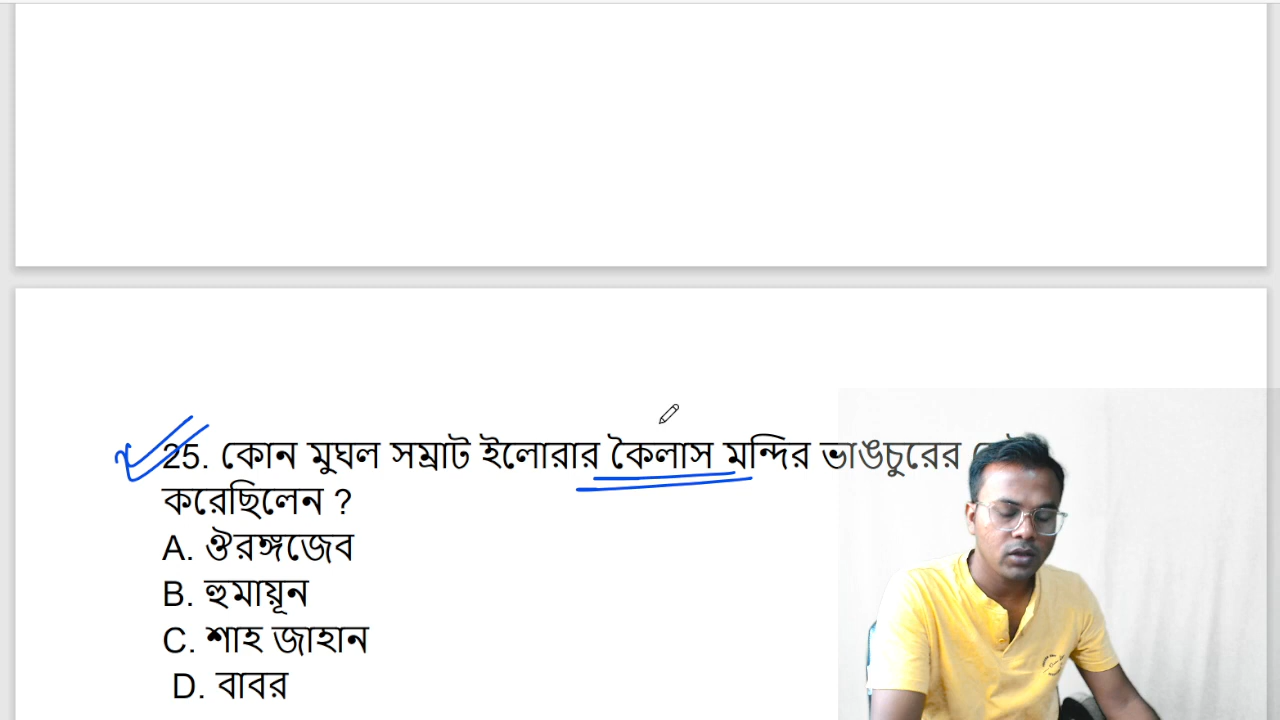 25. কোন মুঘল সম্রাট ইলোরার কৈলাস মন্দির ভাঙচুরের
করেছিলেন ?
A. ঔরঙ্গজেব
B. হুমায়ূন
C. শাহ জাহান
D. বাবর